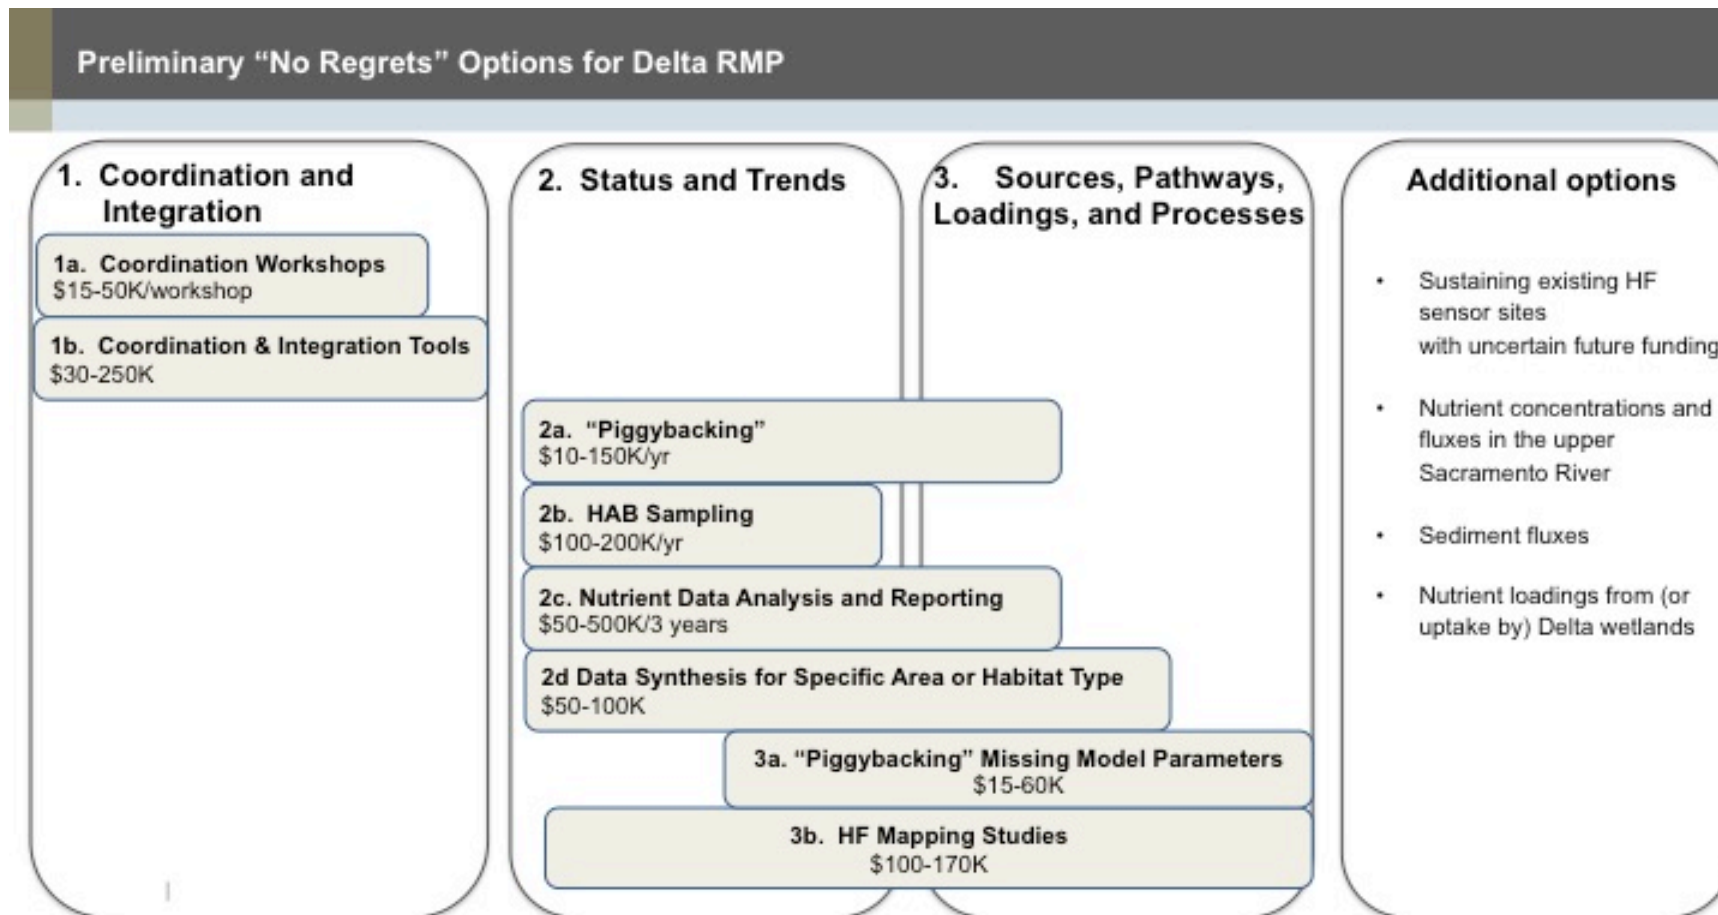 Preliminary “No Regrets” Options for Delta RMP
1. Coordination and
Integration
1a. Coordination Workshops
$15-50K/workshop
1b. Coordination & Integration Tools
$30-250K
2. Status and Trends
3. Sources, Pathways,
Loadings, and Processes
2a. “Piggybacking”
$10-150K/yr
2b. HAB Sampling
$100-200K/yr
2c. Nutrient Data Analysis and Reporting
$50-500K/3 years
2d Data Synthesis for Specific Area or Habitat Type
$50-100K
3a. “Piggybacking” Missing Model Parameters
$15-60K
3b. HF Mapping Studies
$100-170K
Additional options
• Sustaining existing HF
sensor sites
with uncertain future funding
• Nutrient concentrations and
fluxes in the upper
Sacramento River
• Sediment fluxes
• Nutrient loadings from (or
uptake by) Delta wetlands